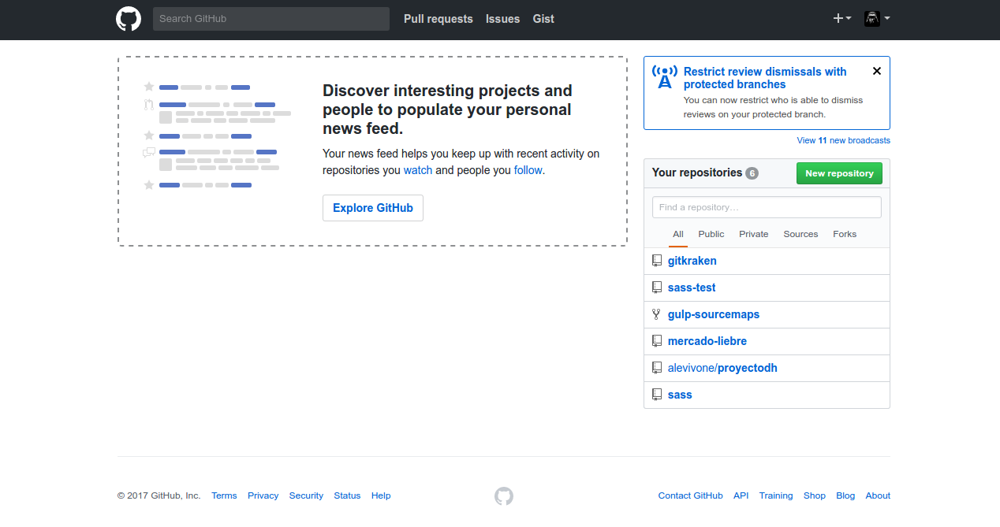 Search GitHub Pull requests Issues Gist
Discover interesting projects and
people to populate your personal
news feed.
Your news feed helps you keep up with recent activity on
repositories you watch and people you follow.
Explore GitHub
Restrict review dismissals with
protected branches
You can now restrict who is able to dismiss
reviews on your protected branch.
View 11 new broadcasts
Your repositories 6 New repository
Find a repository…
All Public Private Sources Forks
gitkraken
sass-test
gulp-sourcemaps
mercado-liebre
alevivone/proyectodh
sass
© 2017 GitHub, Inc. Terms Privacy Security Status Help
Contact GitHub API Training Shop Blog About